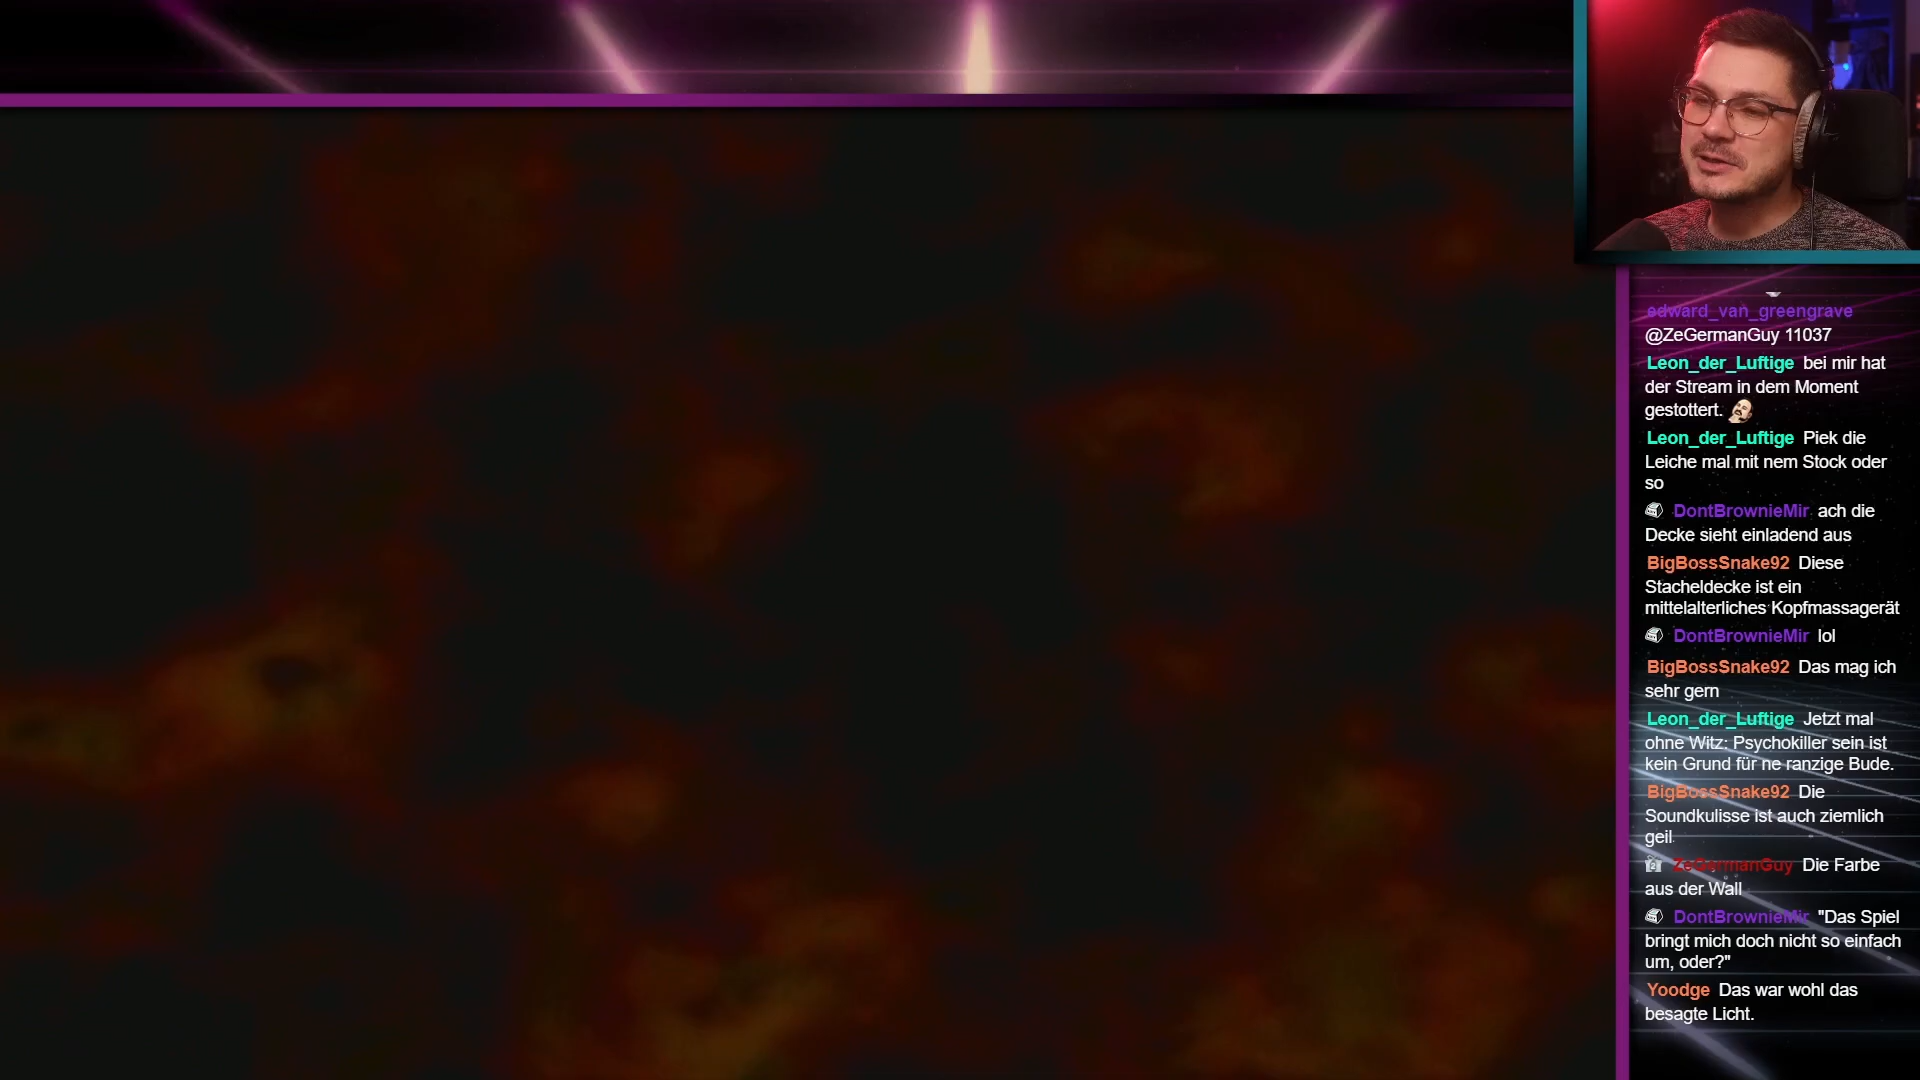 edward_van_greengrave
@ZeGermanGuy 11037
Leon_der_Luftige bei mir hat
der Stream in dem Moment
gestottert.
Leon_der_Luftige Piek die
Leiche mal mit nem Stock oder
so
DontBrownieMir ach die
Decke sieht einladend aus
BigBossSnake92 Diese
Stacheldecke ist ein
mittelalterliches Kopfmassagerät
DontBrownieMir lol
BigBossSnake92 Das mag ich
sehr gern
Leon_der_Luftige Jetzt mal
ohne Witz: Psychokiller sein ist
kein Grund für ne ranzige Bude.
BigBossSnake92 Die
Soundkulisse ist auch ziemlich
geil
ZeGermanGuy Die Farbe
aus der Wall
DontBrownieMir "Das Spiel
bringt mich doch nicht so einfach
um, oder?"
Yoodge Das war wohl das
besagte Licht.